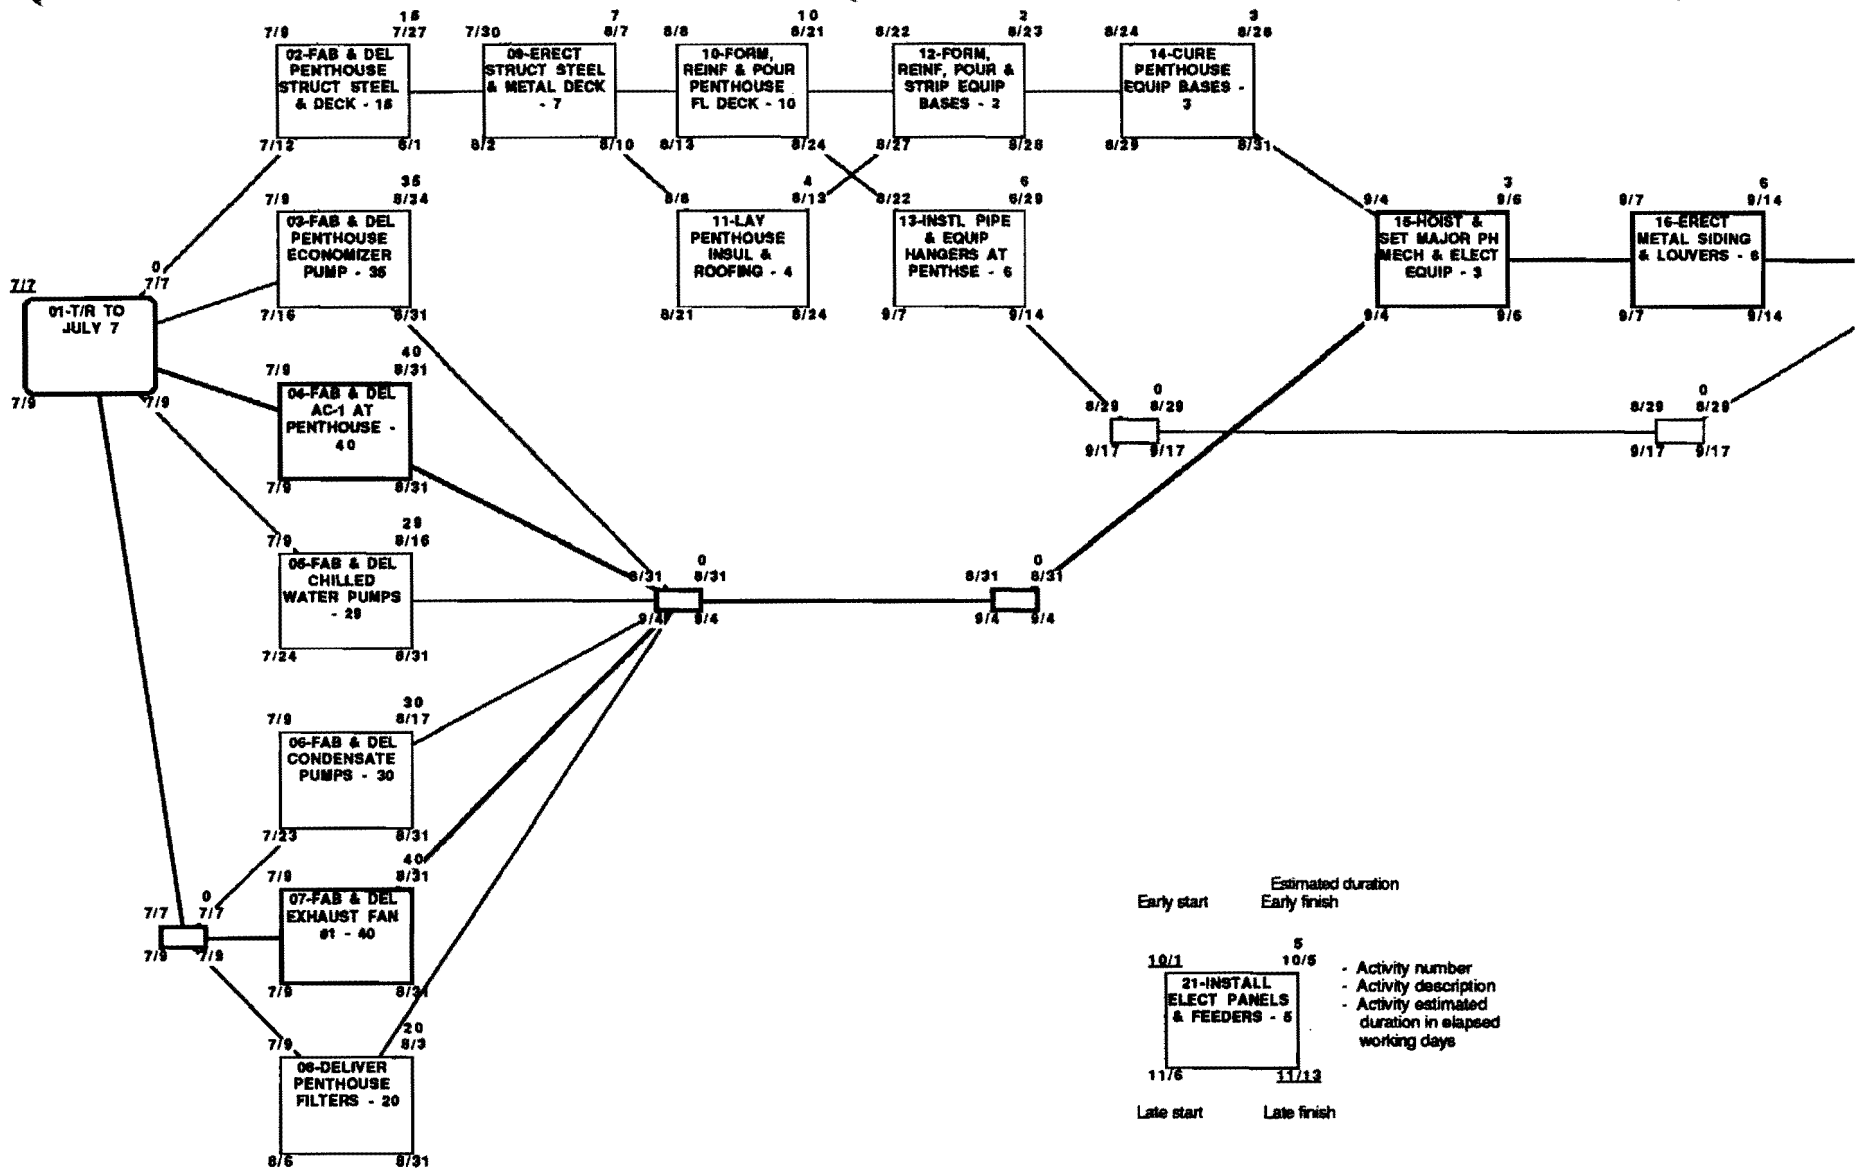 7/7
01-T/R TO
JULY 7
0
7/7
7/9
7/9
15
7/9 7/27
02-FAB & DEL
PENTHOUSE
STRUCT STEEL
& DECK - 15
7/12 8/1
7
7/30 8/7
09-ERECT
STRUCT STEEL
& METAL DECK
- 7
8/2 8/10
10
8/8 8/21
10-FORM,
REINF & POUR
PENTHOUSE
FL DECK - 10
8/13 8/24
2
8/22 8/23
12-FORM,
REINF, POUR &
STRIP EQUIP
BASES - 2
8/27 8/28
3
8/24 8/28
14-CURE
PENTHOUSE
EQUIP BASES -
3
8/29 8/31
35
7/9 8/24
03-FAB & DEL
PENTHOUSE
ECONOMIZER
PUMP - 35
7/16 8/31
4
8/8 8/13
11-LAY
PENTHOUSE
INSUL &
ROOFING - 4
8/21 8/24
6
8/22 8/29
13-INSTL PIPE
& EQUIP
HANGERS AT
PENTHSE - 6
9/7 9/14
3
9/4 9/6
15-HOIST &
SET MAJOR PH
MECH & ELECT
EQUIP - 3
9/4 9/6
6
9/7 9/14
16-ERECT
METAL SIDING
& LOUVERS - 6
9/7 9/14
40
7/9 8/31
04-FAB & DEL
AC-1 AT
PENTHOUSE -
40
7/9 8/31
0
8/29 8/29
9/17 9/17
0
8/29 8/29
9/17 9/17
29
7/9 8/16
05-FAB & DEL
CHILLED
WATER PUMPS
- 29
7/24 8/31
0
8/31 8/31
9/4 9/4
0
8/31 8/31
9/4 9/4
30
7/9 8/17
06-FAB & DEL
CONDENSATE
PUMPS - 30
7/23 8/31
0
7/7 7/7
7/9 7/9
40
7/9 8/31
07-FAB & DEL
EXHAUST FAN
#1 - 40
7/9 8/31
20
7/9 8/3
08-DELIVER
PENTHOUSE
FILTERS - 20
8/6 8/31
Estimated duration
Early start Early finish
5
10/1 10/5
21-INSTALL
ELECT PANELS
& FEEDERS - 5
11/6 11/13
Late start Late finish
- Activity number
- Activity description
- Activity estimated
duration in elapsed
working days